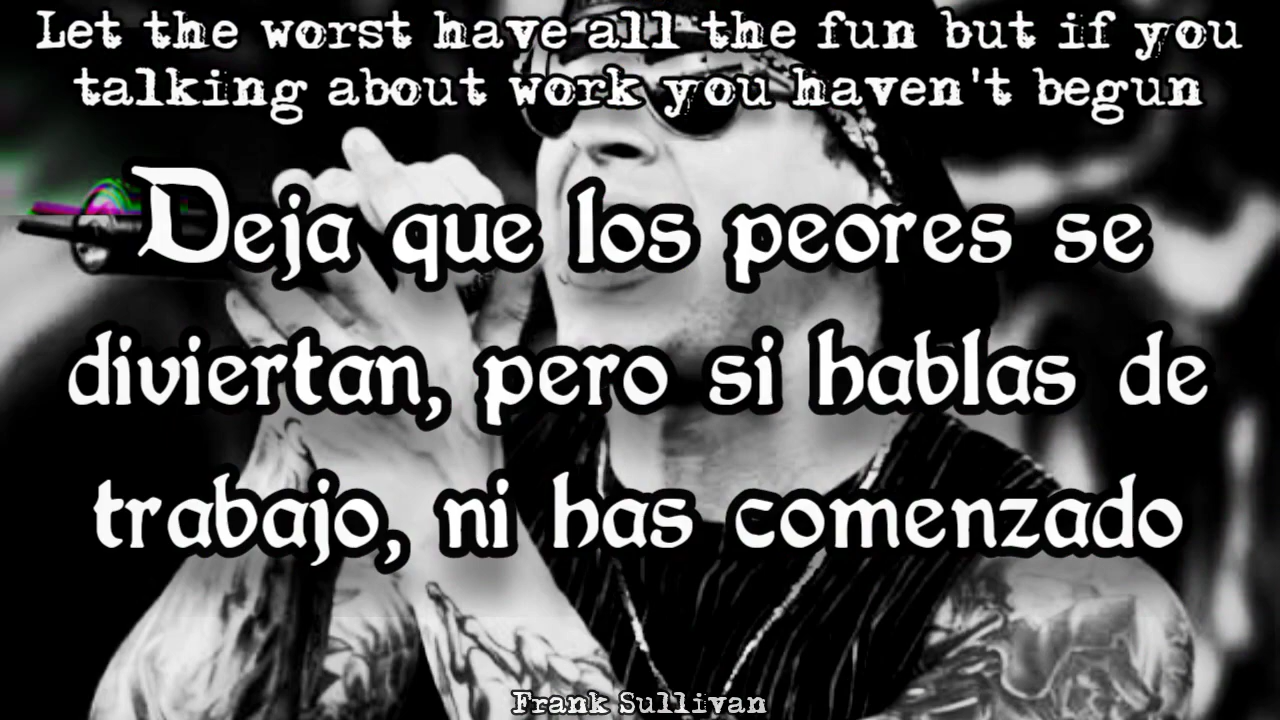 Let the worst have all the fun but if you
talking about work you haven't begun
Deja que los peores se
diviertan, pero si hablas de
trabajo, ni has comenzado
Frank Sullivan